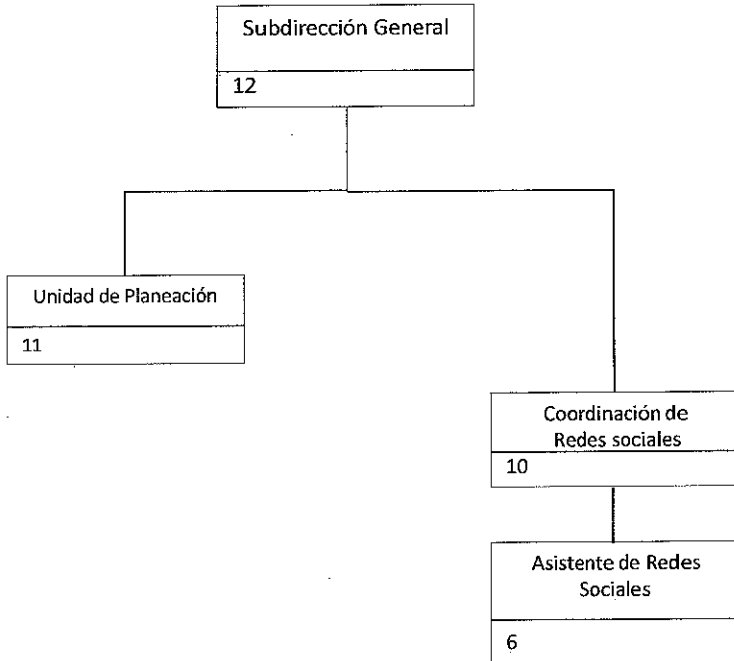 Subdirección General
12
Unidad de Planeación
11
Coordinación de
Redes sociales
10
Asistente de Redes
Sociales
6